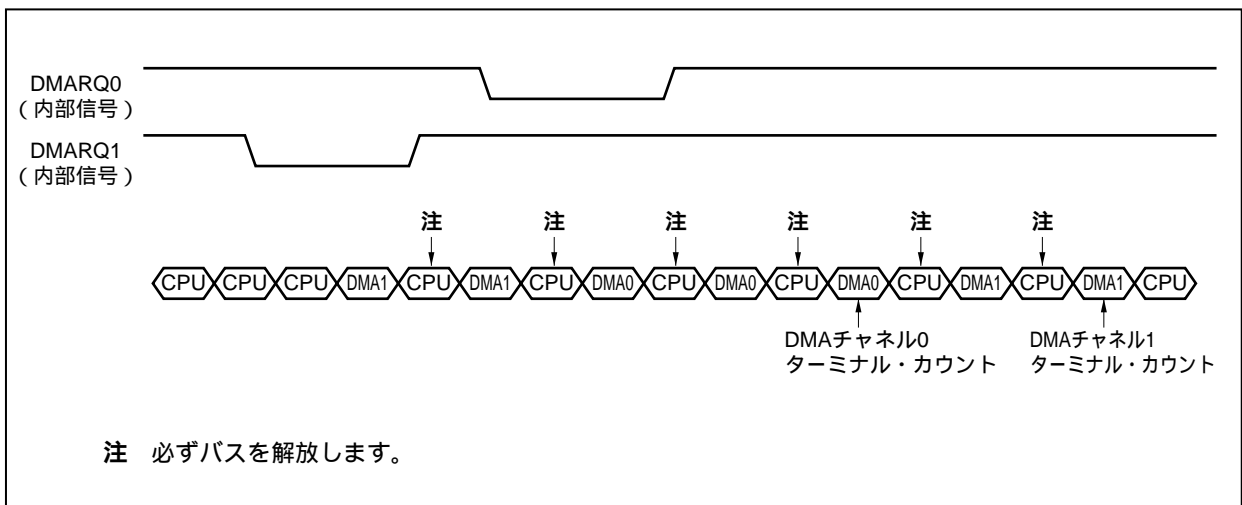 DMARQ0
（内部信号）
DMARQ1
（内部信号）
注 注 注 注 注 注
CPU CPU CPU DMA1 CPU DMA1 CPU DMA0 CPU DMA0 CPU DMA0 CPU DMA1 CPU DMA1 CPU
DMAチャネル0
ターミナル・カウント
DMAチャネル1
ターミナル・カウント
注 必ずバスを解放します。